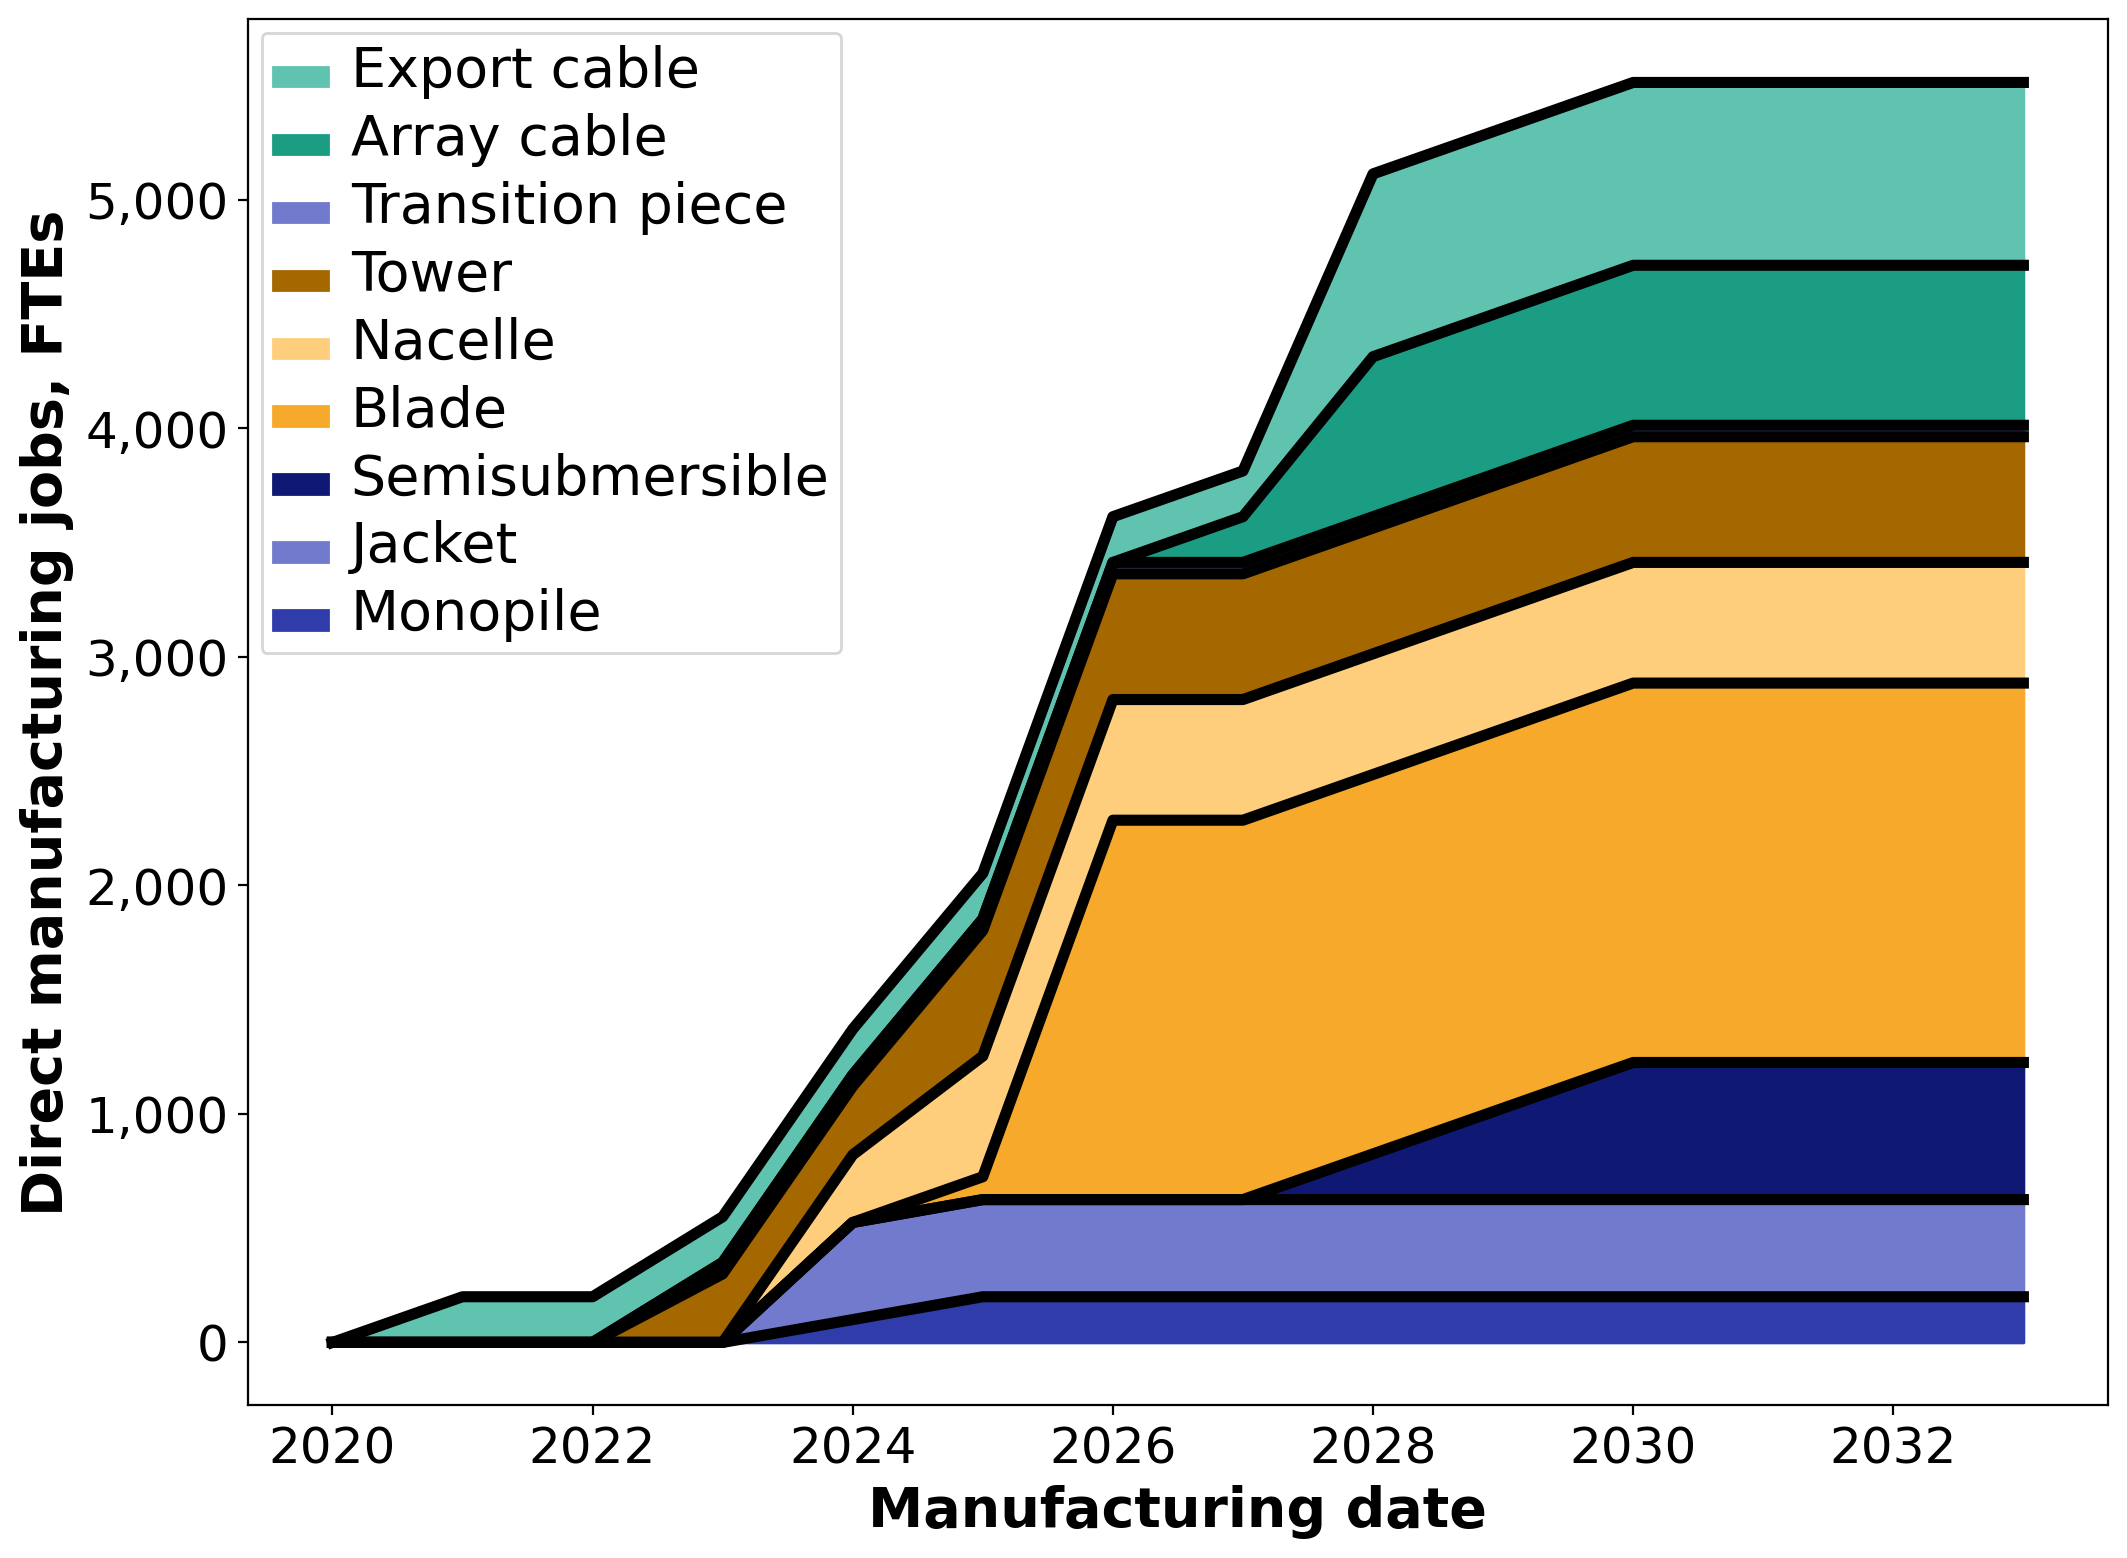 Export cable
Array cable
Transition piece
Tower
Nacelle
Blade
Semisubmersible
Jacket
Monopile
Direct manufacturing jobs, FTEs
5,000
4,000
3,000
2,000
1,000
0
2020 2022 2024 2026 2028 2030 2032
Manufacturing date